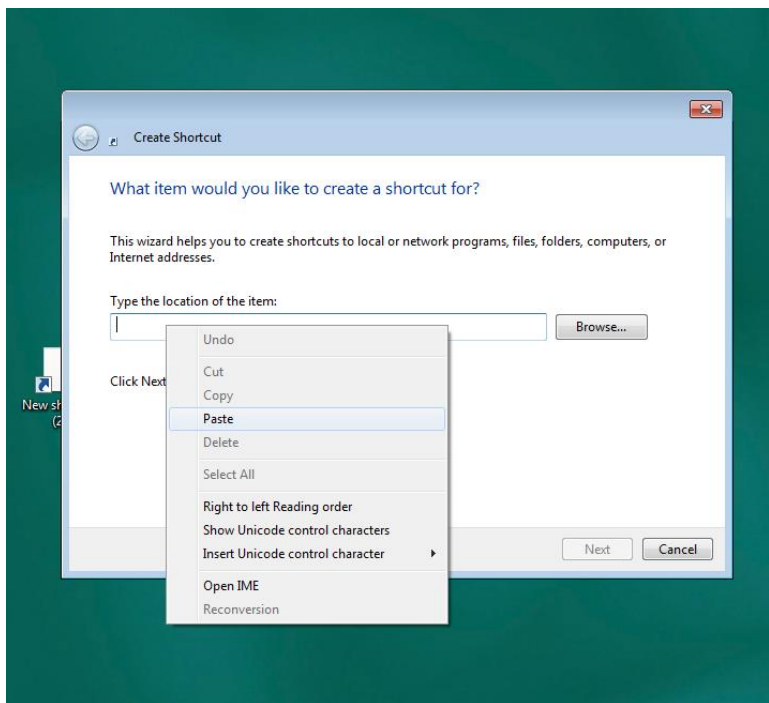 Create Shortcut
What item would you like to create a shortcut for?
This wizard helps you to create shortcuts to local or network programs, files, folders, computers, or
Internet addresses.
Type the location of the item:
Browse...
Click Next
New sh
(2
Undo
Cut
Copy
Paste
Delete
Select All
Right to left Reading order
Show Unicode control characters
Insert Unicode control character
Open IME
Reconversion
Next
Cancel